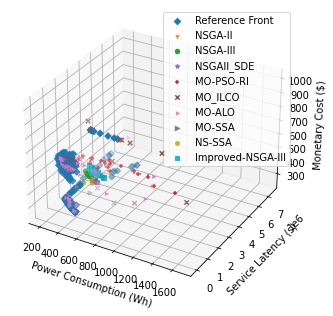 Reference Front
NSGA-II
NSGA-III
NSGAII_SDE
MO-PSO-RI
MO_ILCO
MO-ALO
MO-SSA
NS-SSA
Improved-NSGA-III
1000
900
800
700
600
500
400
300
Monetary Cost ($)
200
400
600
800
1000
1200
1400
1600
Power Consumption (Wh)
0
1
2
3
4
5
6
7
Service Latency (s)